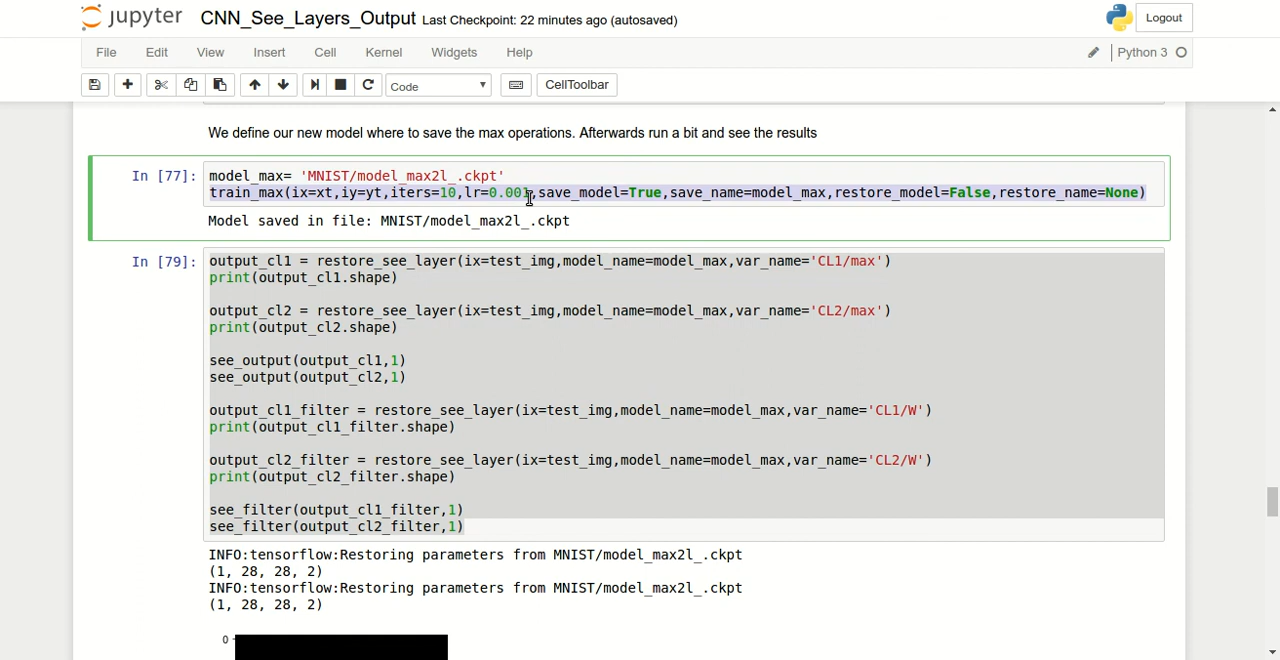 jupyter CNN_See_Layers_Output Last Checkpoint: 22 minutes ago (autosaved) Logout
File Edit View Insert Cell Kernel Widgets Help Python 3
Code CellToolbar
We define our new model where to save the max operations. Afterwards run a bit and see the results
In [77]: model_max= 'MNIST/model_max2l_.ckpt'
train_max(ix=xt,iy=yt,iters=10,lr=0.001,save_model=True,save_name=model_max,restore_model=False,restore_name=None)
Model saved in file: MNIST/model_max2l_.ckpt
In [79]: output_cl1 = restore_see_layer(ix=test_img,model_name=model_max,var_name='CL1/max')
print(output_cl1.shape)
output_cl2 = restore_see_layer(ix=test_img,model_name=model_max,var_name='CL2/max')
print(output_cl2.shape)
see_output(output_cl1,1)
see_output(output_cl2,1)
output_cl1_filter = restore_see_layer(ix=test_img,model_name=model_max,var_name='CL1/W')
print(output_cl1_filter.shape)
output_cl2_filter = restore_see_layer(ix=test_img,model_name=model_max,var_name='CL2/W')
print(output_cl2_filter.shape)
see_filter(output_cl1_filter,1)
see_filter(output_cl2_filter,1)
INFO:tensorflow:Restoring parameters from MNIST/model_max2l_.ckpt
(1, 28, 28, 2)
INFO:tensorflow:Restoring parameters from MNIST/model_max2l_.ckpt
(1, 28, 28, 2)
0